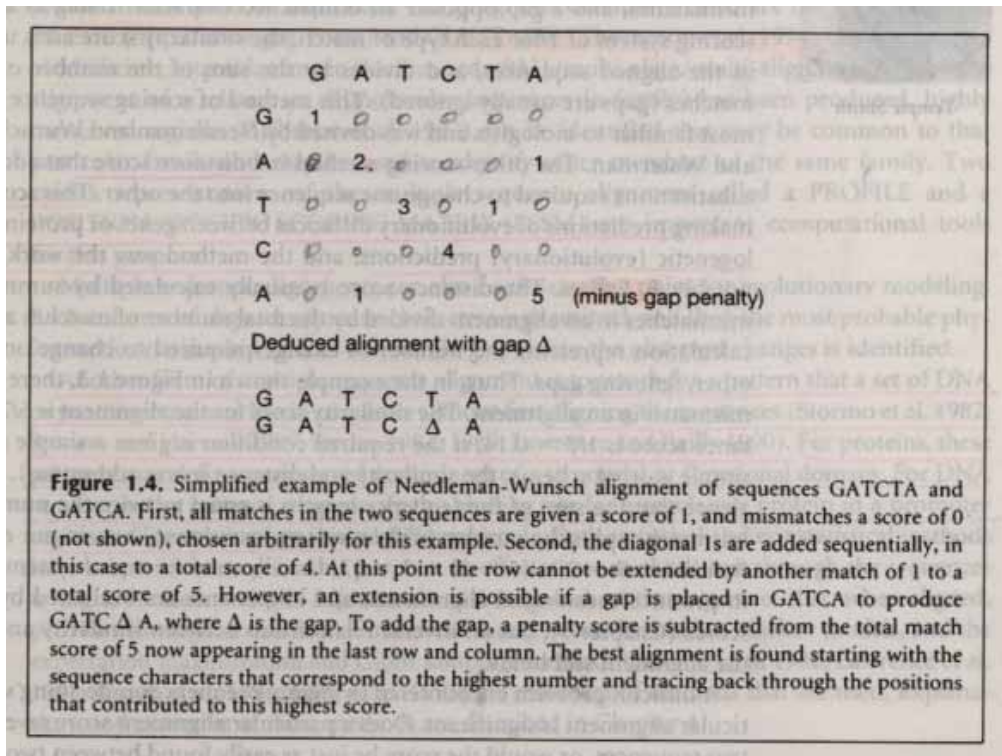 G A T C T A
G 1 0 0 0 0 0
A 0 2. 0 0 0 1
T 0 0 3 0 1 0
C 0 0 0 4 0 0
A 0 1 0 0 0 5 (minus gap penalty)
Deduced alignment with gap Δ
G A T C T A
G A T C Δ A
Figure 1.4. Simplified example of Needleman-Wunsch alignment of sequences GATCTA and
GATCA. First, all matches in the two sequences are given a score of 1, and mismatches a score of 0
(not shown), chosen arbitrarily for this example. Second, the diagonal 1s are added sequentially, in
this case to a total score of 4. At this point the row cannot be extended by another match of 1 to a
total score of 5. However, an extension is possible if a gap is placed in GATCA to produce
GATC Δ A, where Δ is the gap. To add the gap, a penalty score is subtracted from the total match
score of 5 now appearing in the last row and column. The best alignment is found starting with the
sequence characters that correspond to the highest number and tracing back through the positions
that contributed to this highest score.